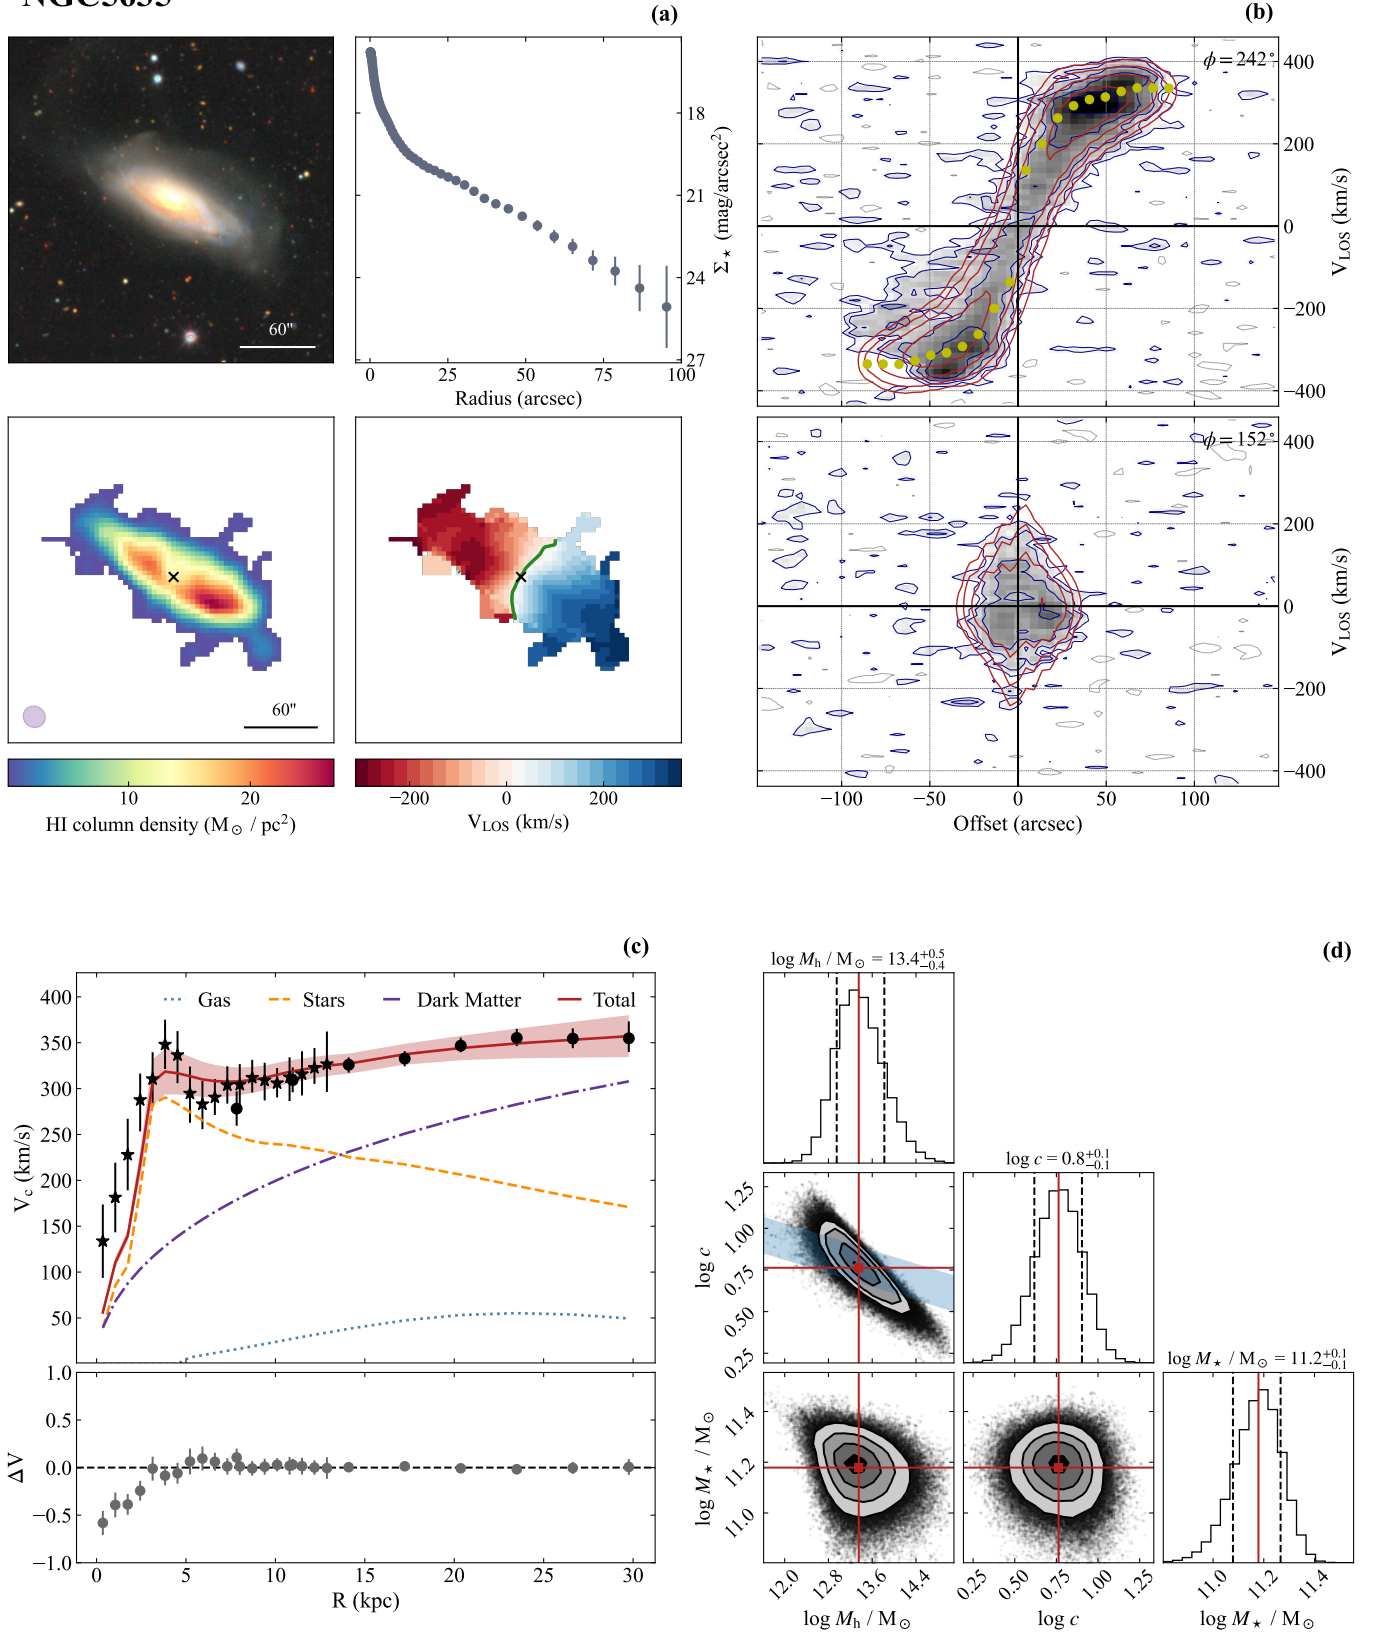 (a)
(b)
18
21
24
27
Σ⋆ (mag/arcsec²)
0 25 50 75 100
Radius (arcsec)
60"
ϕ = 242°
400
200
0
−200
−400
V_LOS (km/s)
ϕ = 152°
400
200
0
−200
−400
V_LOS (km/s)
−100 −50 0 50 100
Offset (arcsec)
60"
10 20
HI column density (M⊙ / pc²)
−200 0 200
V_LOS (km/s)
(c)
Gas Stars Dark Matter Total
400
350
300
250
200
150
100
50
V_c (km/s)
1.0
0.5
0.0
−0.5
−1.0
ΔV
0 5 10 15 20 25 30
R (kpc)
(d)
log M_h / M⊙ = 13.4 +0.5 −0.4
log c = 0.8 +0.1 −0.1
log M⋆ / M⊙ = 11.2 +0.1 −0.1
1.25
1.00
0.75
0.50
0.25
log c
11.4
11.2
11.0
log M⋆ / M⊙
12.0 12.8 13.6 14.4
log M_h / M⊙
0.25 0.50 0.75 1.00 1.25
log c
11.0 11.2 11.4
log M⋆ / M⊙